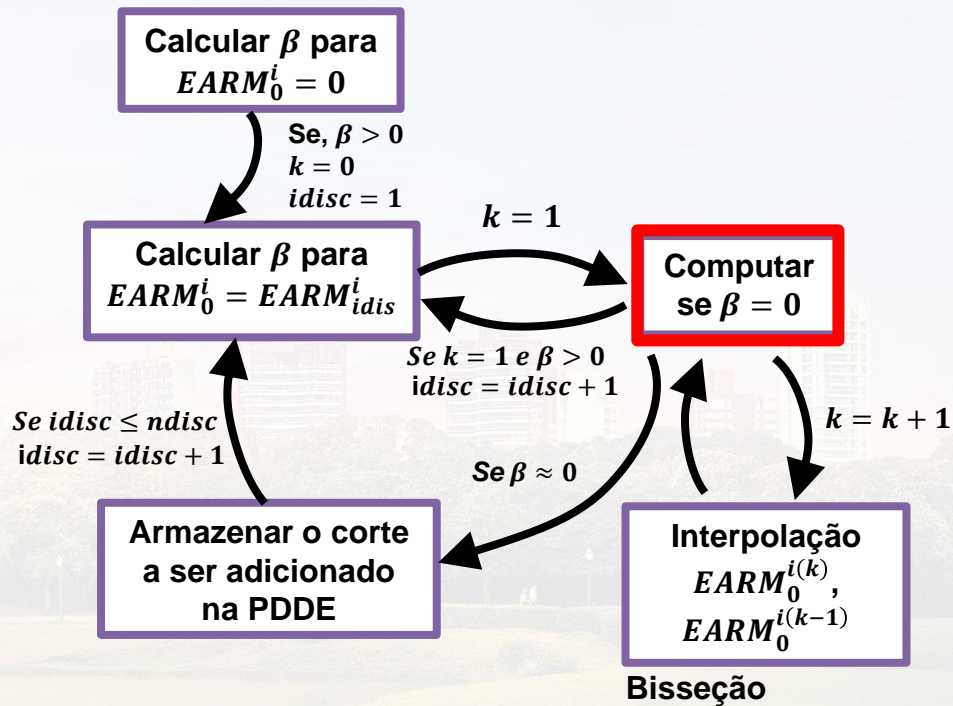 Calcular β para
EARM₀ⁱ = 0
Se, β > 0
k = 0
idisc = 1
k = 1
Calcular β para
EARM₀ⁱ = EARMⁱ_idis
Computar
se β = 0
Se k = 1 e β > 0
idisc = idisc + 1
k = k + 1
Se idisc ≤ ndisc
idisc = idisc + 1
Se β ≈ 0
Armazenar o corte
a ser adicionado
na PDDE
Interpolação
EARM₀^i(k),
EARM₀^i(k−1)
Bisseção